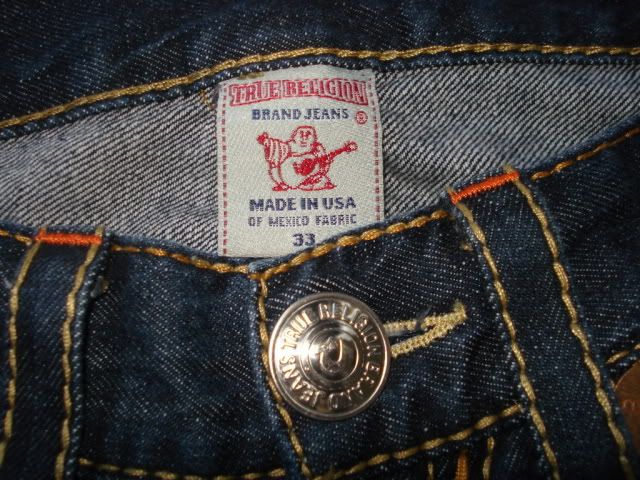 TRUE RELIGION
BRAND JEANS ®
MADE IN USA
OF MEXICO FABRIC
33
TRUE RELIGION BRAND JEANS